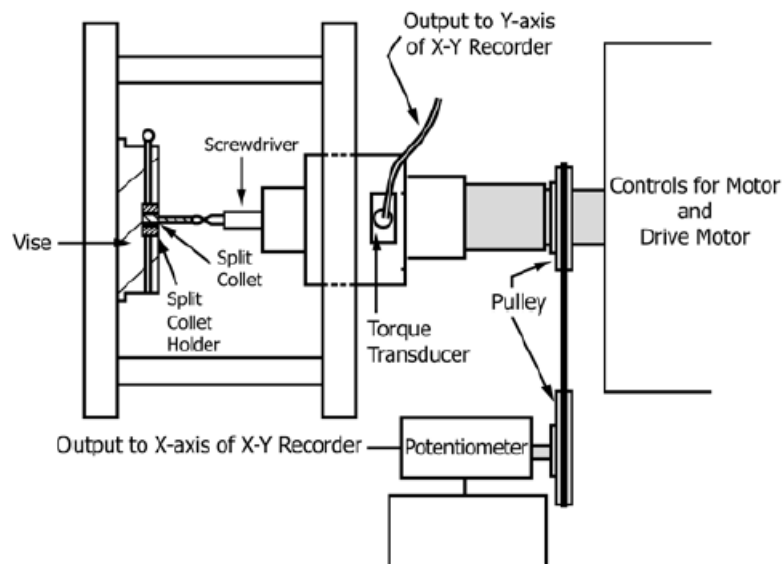 Output to Y-axis
of X-Y Recorder
Screwdriver
Controls for Motor
and
Drive Motor
Vise
Split
Collet
Split
Collet
Holder
Torque
Transducer
Pulley
Output to X-axis of X-Y Recorder
Potentiometer